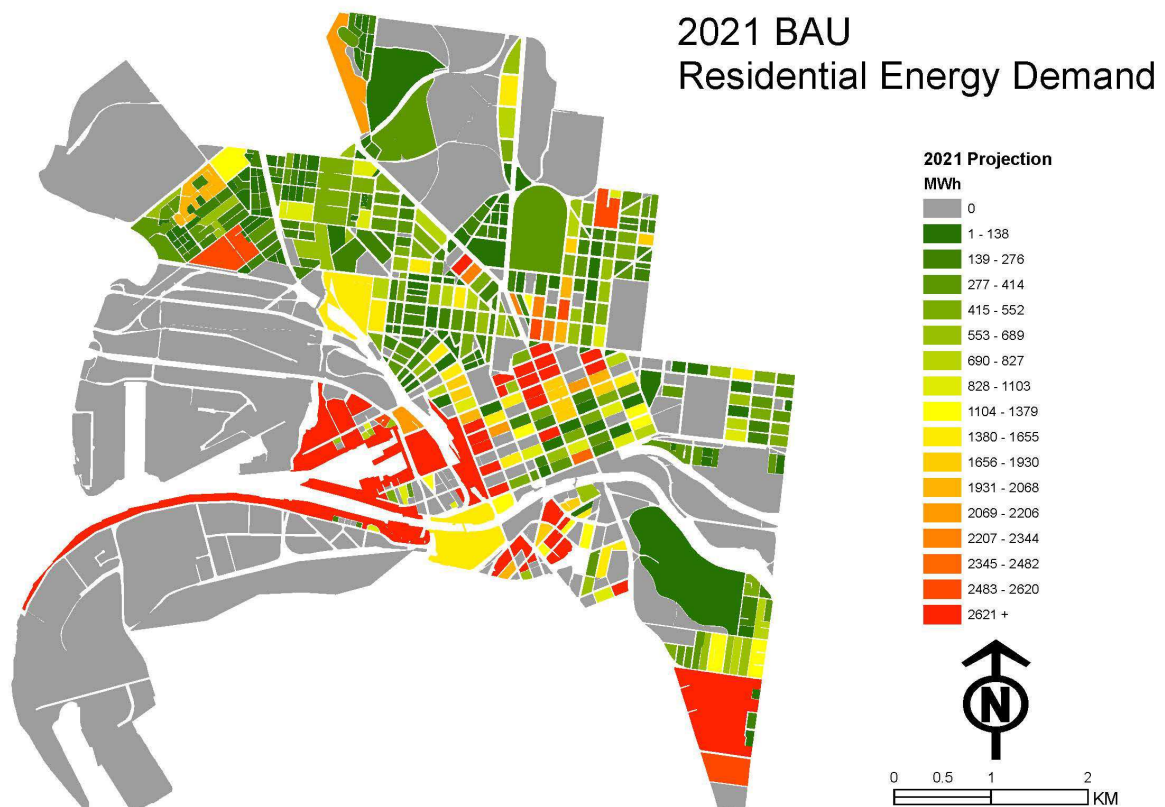 2021 BAU
Residential Energy Demand
2021 Projection
MWh
0
1 - 138
139 - 276
277 - 414
415 - 552
553 - 689
690 - 827
828 - 1103
1104 - 1379
1380 - 1655
1656 - 1930
1931 - 2068
2069 - 2206
2207 - 2344
2345 - 2482
2483 - 2620
2621 +
N
0 0.5 1 2
KM